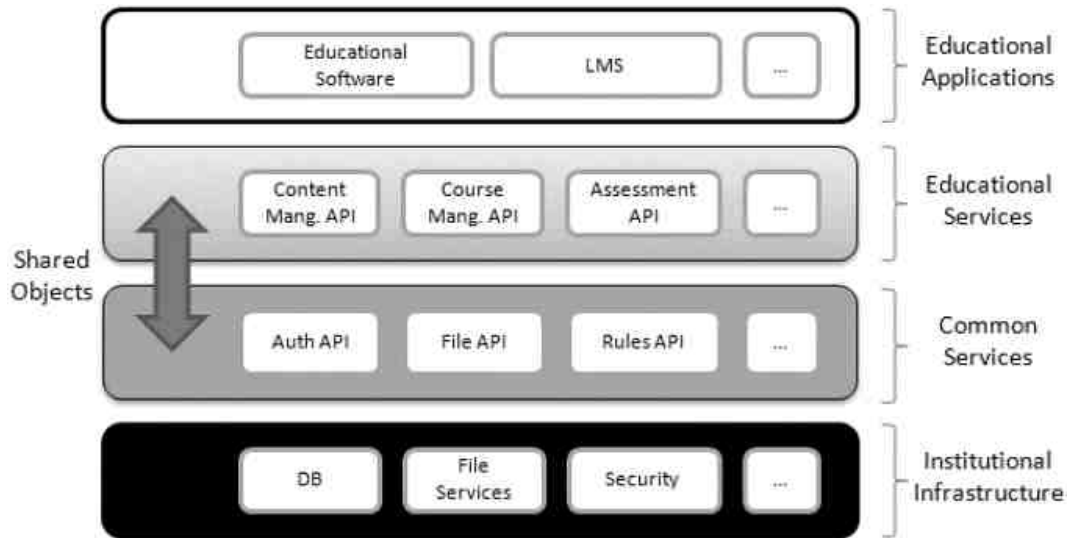 Educational
Software
LMS
...
Educational
Applications
Content
Mang. API
Course
Mang. API
Assessment
API
...
Educational
Services
Shared
Objects
Auth API
File API
Rules API
...
Common
Services
DB
File
Services
Security
...
Institutional
Infrastructure